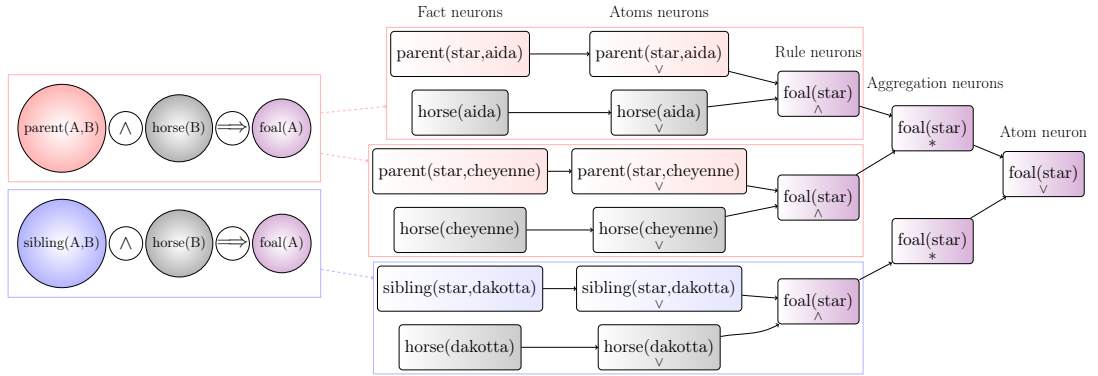 Fact neurons
Atoms neurons
Rule neurons
Aggregation neurons
Atom neuron
parent(A,B) ∧ horse(B) ⟹ foal(A)
sibling(A,B) ∧ horse(B) ⟹ foal(A)
parent(star,aida)
parent(star,aida)
∨
horse(aida)
horse(aida)
∨
foal(star)
∧
parent(star,cheyenne)
parent(star,cheyenne)
∨
horse(cheyenne)
horse(cheyenne)
∨
foal(star)
∧
sibling(star,dakotta)
sibling(star,dakotta)
∨
horse(dakotta)
horse(dakotta)
∨
foal(star)
∧
foal(star)
*
foal(star)
*
foal(star)
∨